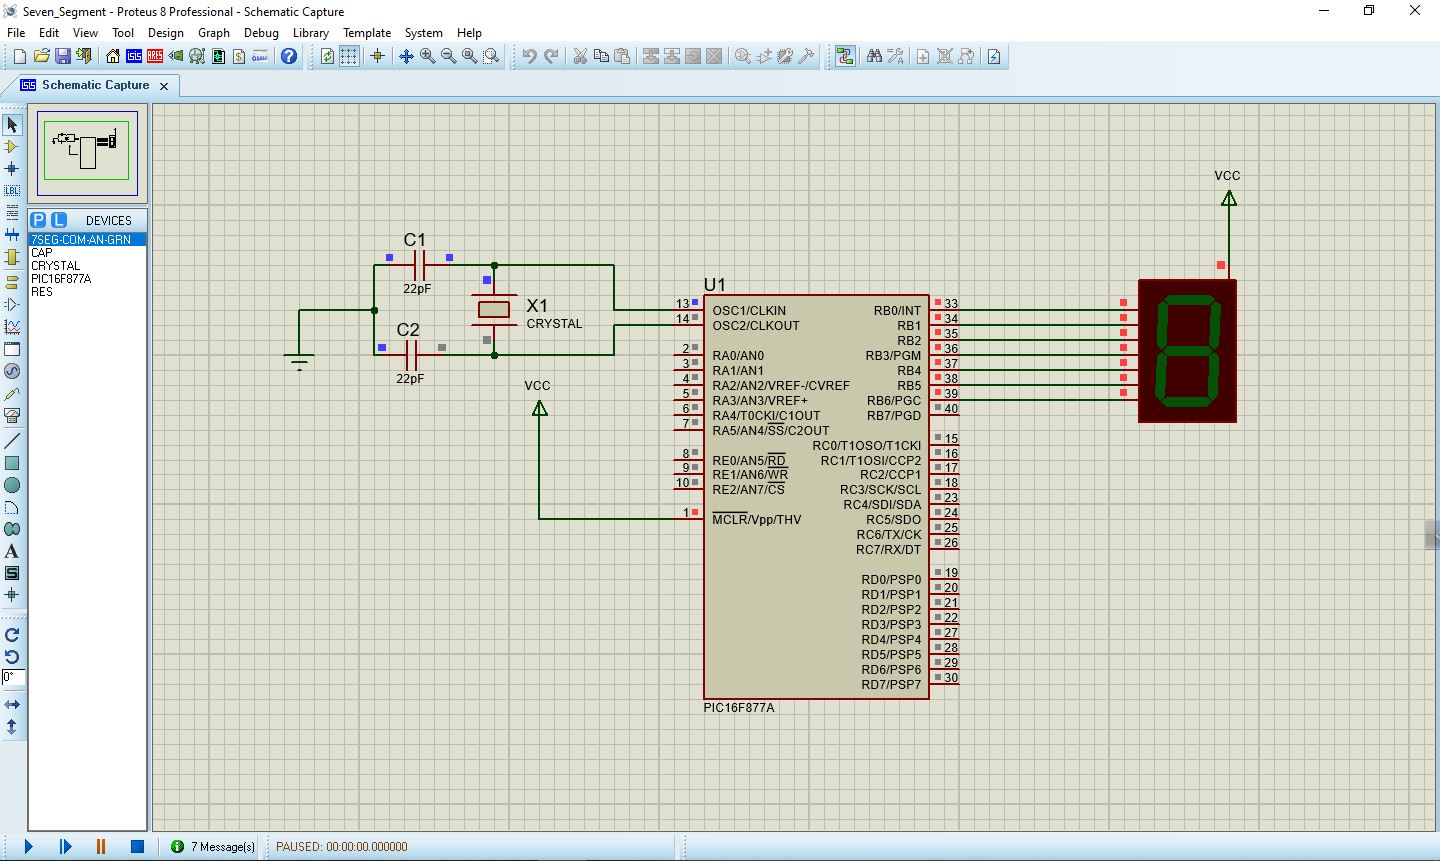 Seven_Segment - Proteus 8 Professional - Schematic Capture
File Edit View Tool Design Graph Debug Library Template System Help
Schematic Capture
P L DEVICES
7SEG-COM-AN-GRN
CAP
CRYSTAL
PIC16F877A
RES
LBL
A
S
0°
C1
22pF
C2
22pF
X1
CRYSTAL
VCC
VCC
U1
13 OSC1/CLKIN RB0/INT 33
14 OSC2/CLKOUT RB1 34
RB2 35
2 RA0/AN0 RB3/PGM 36
3 RA1/AN1 RB4 37
4 RA2/AN2/VREF-/CVREF RB5 38
5 RA3/AN3/VREF+ RB6/PGC 39
6 RA4/T0CKI/C1OUT RB7/PGD 40
7 RA5/AN4/SS/C2OUT
RC0/T1OSO/T1CKI 15
8 RE0/AN5/RD RC1/T1OSI/CCP2 16
9 RE1/AN6/WR RC2/CCP1 17
10 RE2/AN7/CS RC3/SCK/SCL 18
RC4/SDI/SDA 23
1 MCLR/Vpp/THV RC5/SDO 24
RC6/TX/CK 25
RC7/RX/DT 26
RD0/PSP0 19
RD1/PSP1 20
RD2/PSP2 21
RD3/PSP3 22
RD4/PSP4 27
RD5/PSP5 28
RD6/PSP6 29
RD7/PSP7 30
PIC16F877A
7 Message(s) PAUSED: 00:00:00.000000